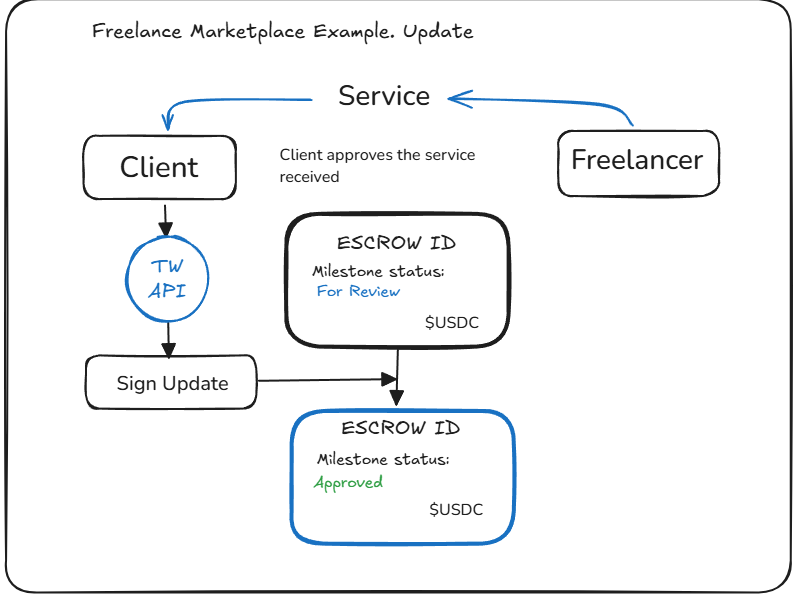 Freelance Marketplace Example. Update
Service
Client
Freelancer
Client approves the service
received
TW
API
ESCROW ID
Milestone status:
For Review
$USDC
Sign Update
ESCROW ID
Milestone status:
Approved
$USDC